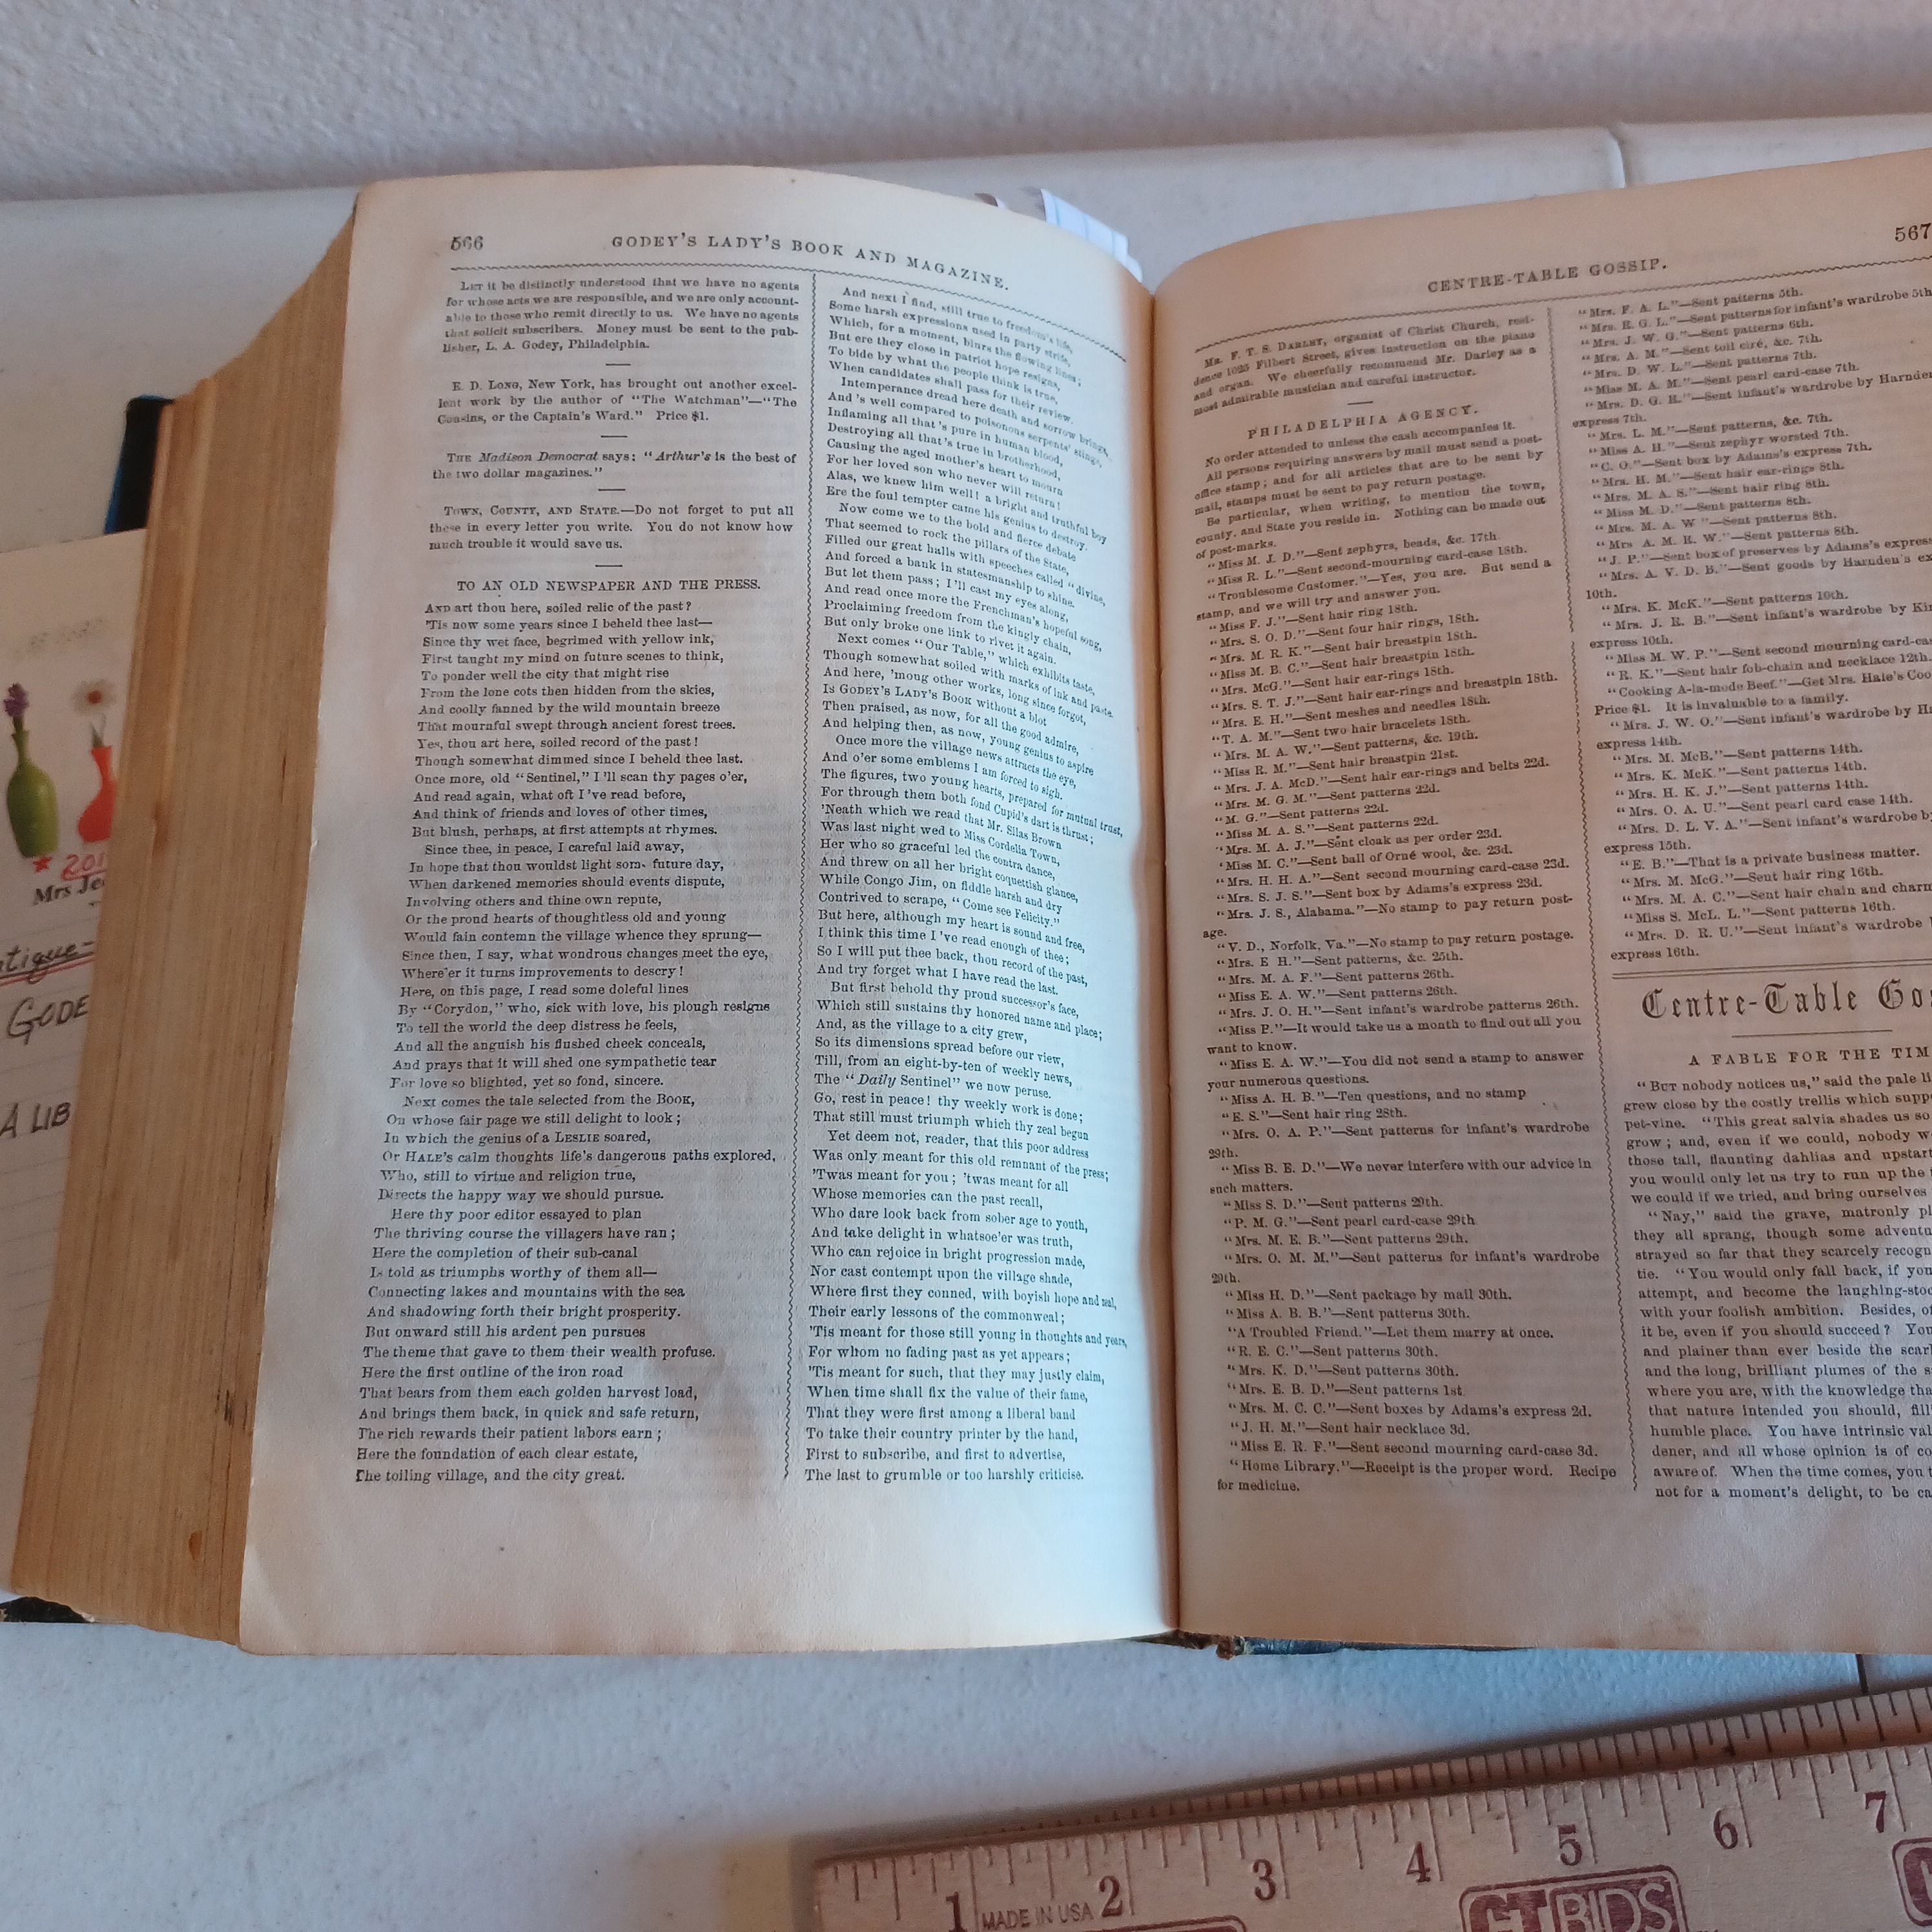 566
GODEY'S LADY'S BOOK AND MAGAZINE.
LET it be distinctly understood that we have no agents
for whose acts we are responsible, and we are only account-
able to those who remit directly to us. We have no agents
that solicit subscribers. Money must be sent to the pub-
lisher, L. A. Godey, Philadelphia.
E. D. LONG, New York, has brought out another excel-
lent work by the author of "The Watchman"—"The
Cousins, or the Captain's Ward." Price $1.
THE Madison Democrat says: "Arthur's is the best of
the two dollar magazines."
TOWN, COUNTY, AND STATE.—Do not forget to put all
these in every letter you write. You do not know how
much trouble it would save us.
TO AN OLD NEWSPAPER AND THE PRESS.
AND art thou here, soiled relic of the past?
'Tis now some years since I beheld thee last—
Since thy wet face, begrimed with yellow ink,
First taught my mind on future scenes to think,
To ponder well the city that might rise
From the lone cots then hidden from the skies,
And coolly fanned by the wild mountain breeze
That mournful swept through ancient forest trees.
Yes, thou art here, soiled record of the past!
Though somewhat dimmed since I beheld thee last.
Once more, old "Sentinel," I'll scan thy pages o'er,
And read again, what oft I've read before,
And think of friends and loves of other times,
But blush, perhaps, at first attempts at rhymes.
Since thee, in peace, I careful laid away,
In hope that thou wouldst light som. future day,
When darkened memories should events dispute,
Involving others and thine own repute,
Or the proud hearts of thoughtless old and young
Would fain contemn the village whence they sprung—
Since then, I say, what wondrous changes meet the eye,
Where'er it turns improvements to descry!
Here, on this page, I read some doleful lines
By "Corydon," who, sick with love, his plough resigns
To tell the world the deep distress he feels,
And all the anguish his flushed cheek conceals,
And prays that it will shed one sympathetic tear
For love so blighted, yet so fond, sincere.
Next comes the tale selected from the BOOK,
On whose fair page we still delight to look;
In which the genius of a LESLIE soared,
Or HALE'S calm thoughts life's dangerous paths explored,
Who, still to virtue and religion true,
Directs the happy way we should pursue.
Here thy poor editor essayed to plan
The thriving course the villagers have ran;
Here the completion of their sub-canal
Is told as triumphs worthy of them all—
Connecting lakes and mountains with the sea
And shadowing forth their bright prosperity.
But onward still his ardent pen pursues
The theme that gave to them their wealth profuse.
Here the first outline of the iron road
That bears from them each golden harvest load,
And brings them back, in quick and safe return,
The rich rewards their patient labors earn;
Here the foundation of each clear estate,
The toiling village, and the city great.
And next I find, still true to freedom's life,
Some harsh expressions used in party strife,
Which, for a moment, blurs the flowing lines;
But ere they close in patriot hope resigns,
To bide by what the people think is true,
When candidates shall pass for their review.
Intemperance dread here death and sorrow brings,
And 's well compared to poisonous serpents' stings,
Inflaming all that's pure in human blood,
Destroying all that's true in brotherhood,
Causing the aged mother's heart to mourn
For her loved son who never will return!
Alas, we knew him well! a bright and truthful boy
Ere the foul tempter came his genius to destroy.
Now come we to the bold and fierce debate
That seemed to rock the pillars of the State,
Filled our great halls with speeches called "divine,
And forced a bank in statesmanship to shine.
But let them pass; I'll cast my eyes along,
And read once more the Frenchman's hopeful song,
Proclaiming freedom from the kingly chain,
But only broke one link to rivet it again.
Next comes "Our Table," which exhibits taste,
Though somewhat soiled with marks of ink and paste.
And here, 'moug other works, long since forgot,
Is GODEY'S LADY'S BOOK without a blot
Then praised, as now, for all the good admire,
And helping then, as now, young genius to aspire
Once more the village news attracts the eye,
And o'er some emblems I am forced to sigh.
The figures, two young hearts, prepared for mutual trust,
For through them both fond Cupid's dart is thrust;
'Neath which we read that Mr. Silas Brown
Was last night wed to Miss Cordelia Town,
Her who so graceful led the contra dance,
And threw on all her bright coquettish glance,
While Congo Jim, on fiddle harsh and dry
Contrived to scrape, "Come see Felicity."
But here, although my heart is sound and free,
I think this time I've read enough of thee;
So I will put thee back, thou record of the past,
And try forget what I have read the last.
But first behold thy proud successor's face,
Which still sustains thy honored name and place;
And, as the village to a city grew,
So its dimensions spread before our view,
Till, from an eight-by-ten of weekly news,
The "Daily Sentinel" we now peruse.
Go, rest in peace! thy weekly work is done;
That still must triumph which thy zeal begun
Yet deem not, reader, that this poor address
Was only meant for this old remnant of the press;
'Twas meant for you; 'twas meant for all
Whose memories can the past recall,
Who dare look back from sober age to youth,
And take delight in whatsoe'er was truth,
Who can rejoice in bright progression made,
Nor cast contempt upon the village shade,
Where first they conned, with boyish hope and zeal,
Their early lessons of the commonweal;
'Tis meant for those still young in thoughts and years,
For whom no fading past as yet appears;
'Tis meant for such, that they may justly claim,
When time shall fix the value of their fame,
That they were first among a liberal band
To take their country printer by the hand,
First to subscribe, and first to advertise,
The last to grumble or too harshly criticise.
CENTRE-TABLE GOSSIP.
567
MR. F. T. S. DARLEY, organist of Christ Church, resi-
dence 1025 Filbert Street, gives instruction on the piano
and organ. We cheerfully recommend Mr. Darley as a
most admirable musician and careful instructor.
PHILADELPHIA AGENCY.
No order attended to unless the cash accompanies it.
All persons requiring answers by mail must send a post-
office stamp; and for all articles that are to be sent by
mail, stamps must be sent to pay return postage.
Be particular, when writing, to mention the town,
county, and State you reside in. Nothing can be made out
of post-marks.
"Miss M. J. D."—Sent zephyrs, beads, &c. 17th.
"Miss R. L."—Sent second-mourning card-case 18th.
"Troublesome Customer."—Yes, you are. But send a
stamp, and we will try and answer you.
"Miss F. J."—Sent hair ring 18th.
"Mrs. S. O. D."—Sent four hair rings, 18th.
"Mrs. M. R. K."—Sent hair breastpin 18th.
"Miss M. B. C."—Sent hair breastpin 18th.
"Mrs. McG."—Sent hair ear-rings 18th.
"Mrs. S. T. J."—Sent hair ear-rings and breastpin 18th.
"Mrs. E. H."—Sent meshes and needles 18th.
"T. A. M."—Sent two hair bracelets 18th.
"Mrs. M. A. W."—Sent patterns, &c. 19th.
"Miss R. M."—Sent hair breastpin 21st.
"Mrs. J. A. McD."—Sent hair ear-rings and belts 22d.
"Mrs. M. G. M."—Sent patterns 22d.
"M. G."—Sent patterns 22d.
"Miss M. A. S."—Sent patterns 22d.
"Mrs. M. A. J."—Sent cloak as per order 23d.
"Miss M. C."—Sent ball of Orné wool, &c. 23d.
"Mrs. H. H. A."—Sent second mourning card-case 23d.
"Mrs. S. J. S."—Sent box by Adams's express 23d.
"Mrs. J. S., Alabama."—No stamp to pay return post-
age.
"V. D., Norfolk, Va."—No stamp to pay return postage.
"Mrs. E H."—Sent patterns, &c. 25th.
"Mrs. M. A. F."—Sent patterns 26th.
"Miss E. A. W."—Sent patterns 26th.
"Mrs. J. O. H."—Sent infant's wardrobe patterns 26th.
"Miss P."—It would take us a month to find out all you
want to know.
"Miss E. A. W."—You did not send a stamp to answer
your numerous questions.
"Miss A. H. B."—Ten questions, and no stamp
"E. S."—Sent hair ring 28th.
"Mrs. O. A. P."—Sent patterns for infant's wardrobe
29th.
"Miss B. E. D."—We never interfere with our advice in
such matters.
"Miss S. D."—Sent patterns 29th.
"P. M. G."—Sent pearl card-case 29th
"Mrs. M. E. B."—Sent patterns 29th.
"Mrs. O. M. M."—Sent patterns for infant's wardrobe
29th.
"Miss H. D."—Sent package by mail 30th.
"Miss A. B. B."—Sent patterns 30th.
"A Troubled Friend."—Let them marry at once.
"R. E. C."—Sent patterns 30th.
"Mrs. K. D."—Sent patterns 30th.
"Mrs. E. B. D."—Sent patterns 1st
"Mrs. M. C. C."—Sent boxes by Adams's express 2d.
"J. H. M."—Sent hair necklace 3d.
"Miss E. R. F."—Sent second mourning card-case 3d.
"Home Library."—Receipt is the proper word. Recipe
for medicine.
"Mrs. F. A. L."—Sent patterns 5th.
"Mrs. R. G. L."—Sent patterns for infant's wardrobe 5th
"Mrs. J. W. G."—Sent patterns 6th.
"Mrs. A. M."—Sent toil ciré, &c. 7th.
"Mrs. D. W. L."—Sent patterns 7th.
"Miss M. A. M."—Sent pearl card-case 7th.
"Mrs. D. G. R."—Sent infant's wardrobe by Harnden
express 7th.
"Mrs. L. M."—Sent patterns, &c. 7th.
"Miss A. H."—Sent zephyr worsted 7th.
"C. O."—Sent box by Adams's express 7th.
"Mrs. H. M."—Sent hair ear-rings 8th.
"Mrs. M. A. S."—Sent hair ring 8th.
"Miss M. D."—Sent patterns 8th.
"Mrs. M. A. W "—Sent patterns 8th.
"Mrs A. M. R. W."—Sent patterns 8th.
"J. P."—Sent box of preserves by Adams's express
"Mrs. A. V. D. B."—Sent goods by Harnden's ex
10th.
"Mrs. K. McK."—Sent patterns 10th.
"Mrs. J. R. B."—Sent infant's wardrobe by Kin
express 10th.
"Miss M. W. P."—Sent second mourning card-cas
"R. K."—Sent hair fob-chain and necklace 12th.
"Cooking A-la-mode Beef."—Get Mrs. Hale's Coo
Price $1. It is invaluable to a family.
"Mrs. J. W. O."—Sent infant's wardrobe by H
express 14th.
"Mrs. M. McB."—Sent patterns 14th.
"Mrs. K. McK."—Sent patterns 14th.
"Mrs. H. K. J."—Sent patterns 14th.
"Mrs. O. A. U."—Sent pearl card case 14th.
"Mrs. D. L. V. A."—Sent infant's wardrobe b
express 15th.
"E. B."—That is a private business matter.
"Mrs. M. McG."—Sent hair ring 16th.
"Mrs. M. A. C."—Sent hair chain and charm
"Miss S. McL. L."—Sent patterns 16th.
"Mrs. D. R. U."—Sent infant's wardrobe
express 16th.
Centre-Table Go
A FABLE FOR THE TIM
"BUT nobody notices us," said the pale li
grew close by the costly trellis which supp
pet-vine. "This great salvia shades us so
grow; and, even if we could, nobody w
those tall, flaunting dahlias and upstart
you would only let us try to run up the
we could if we tried, and bring ourselves
"Nay," said the grave, matronly pl
they all sprang, though some adventu
strayed so far that they scarcely recogn
tie. "You would only fall back, if you
attempt, and become the laughing-stoc
with your foolish ambition. Besides, of
it be, even if you should succeed? You
and plainer than ever beside the scarl
and the long, brilliant plumes of the s
where you are, with the knowledge tha
that nature intended you should, fill
humble place. You have intrinsic val
dener, and all whose opinion is of co
aware of. When the time comes, you t
not for a moment's delight, to be ca
201
Mrs Je
tique
GODE
A LIB
1 2 3 4 5 6 7
MADE IN USA
CTBIDS